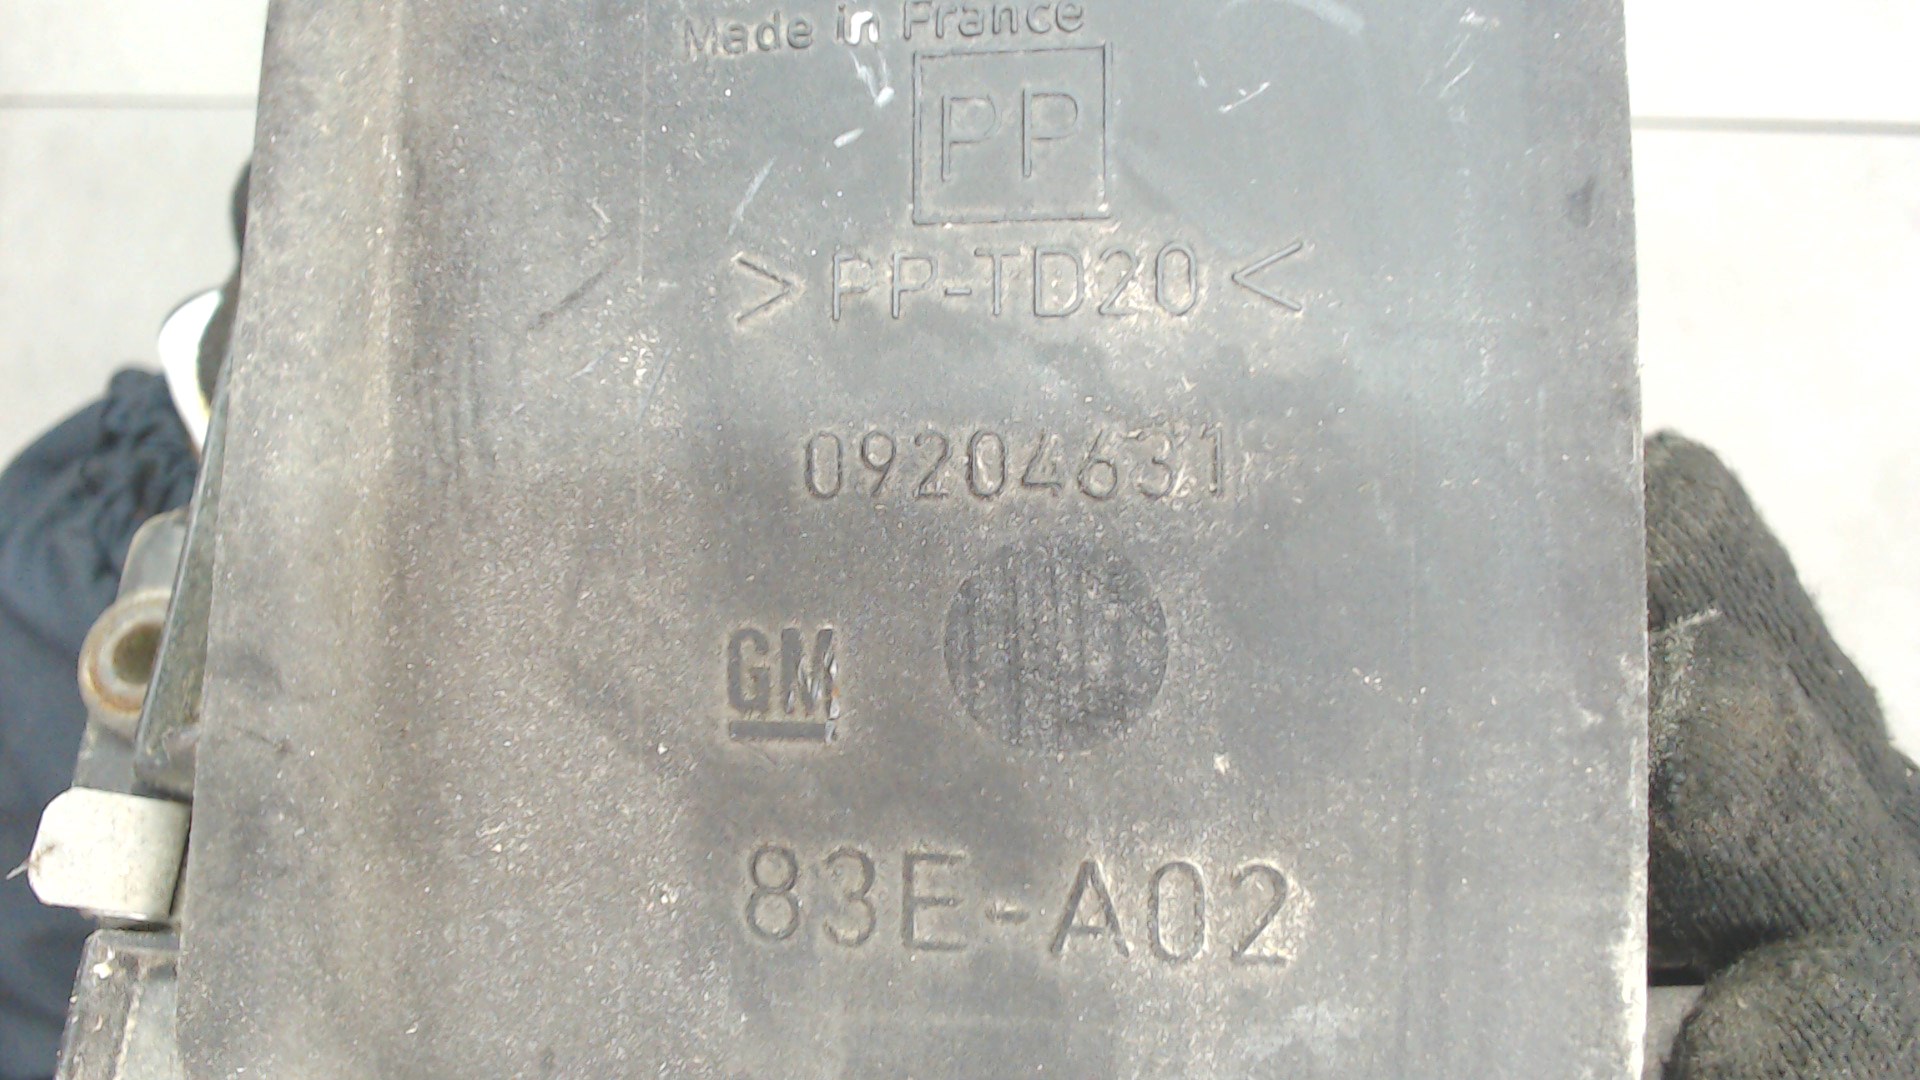 Made in France
PP
>PP-TD20<
09204631
GM
83E-A02